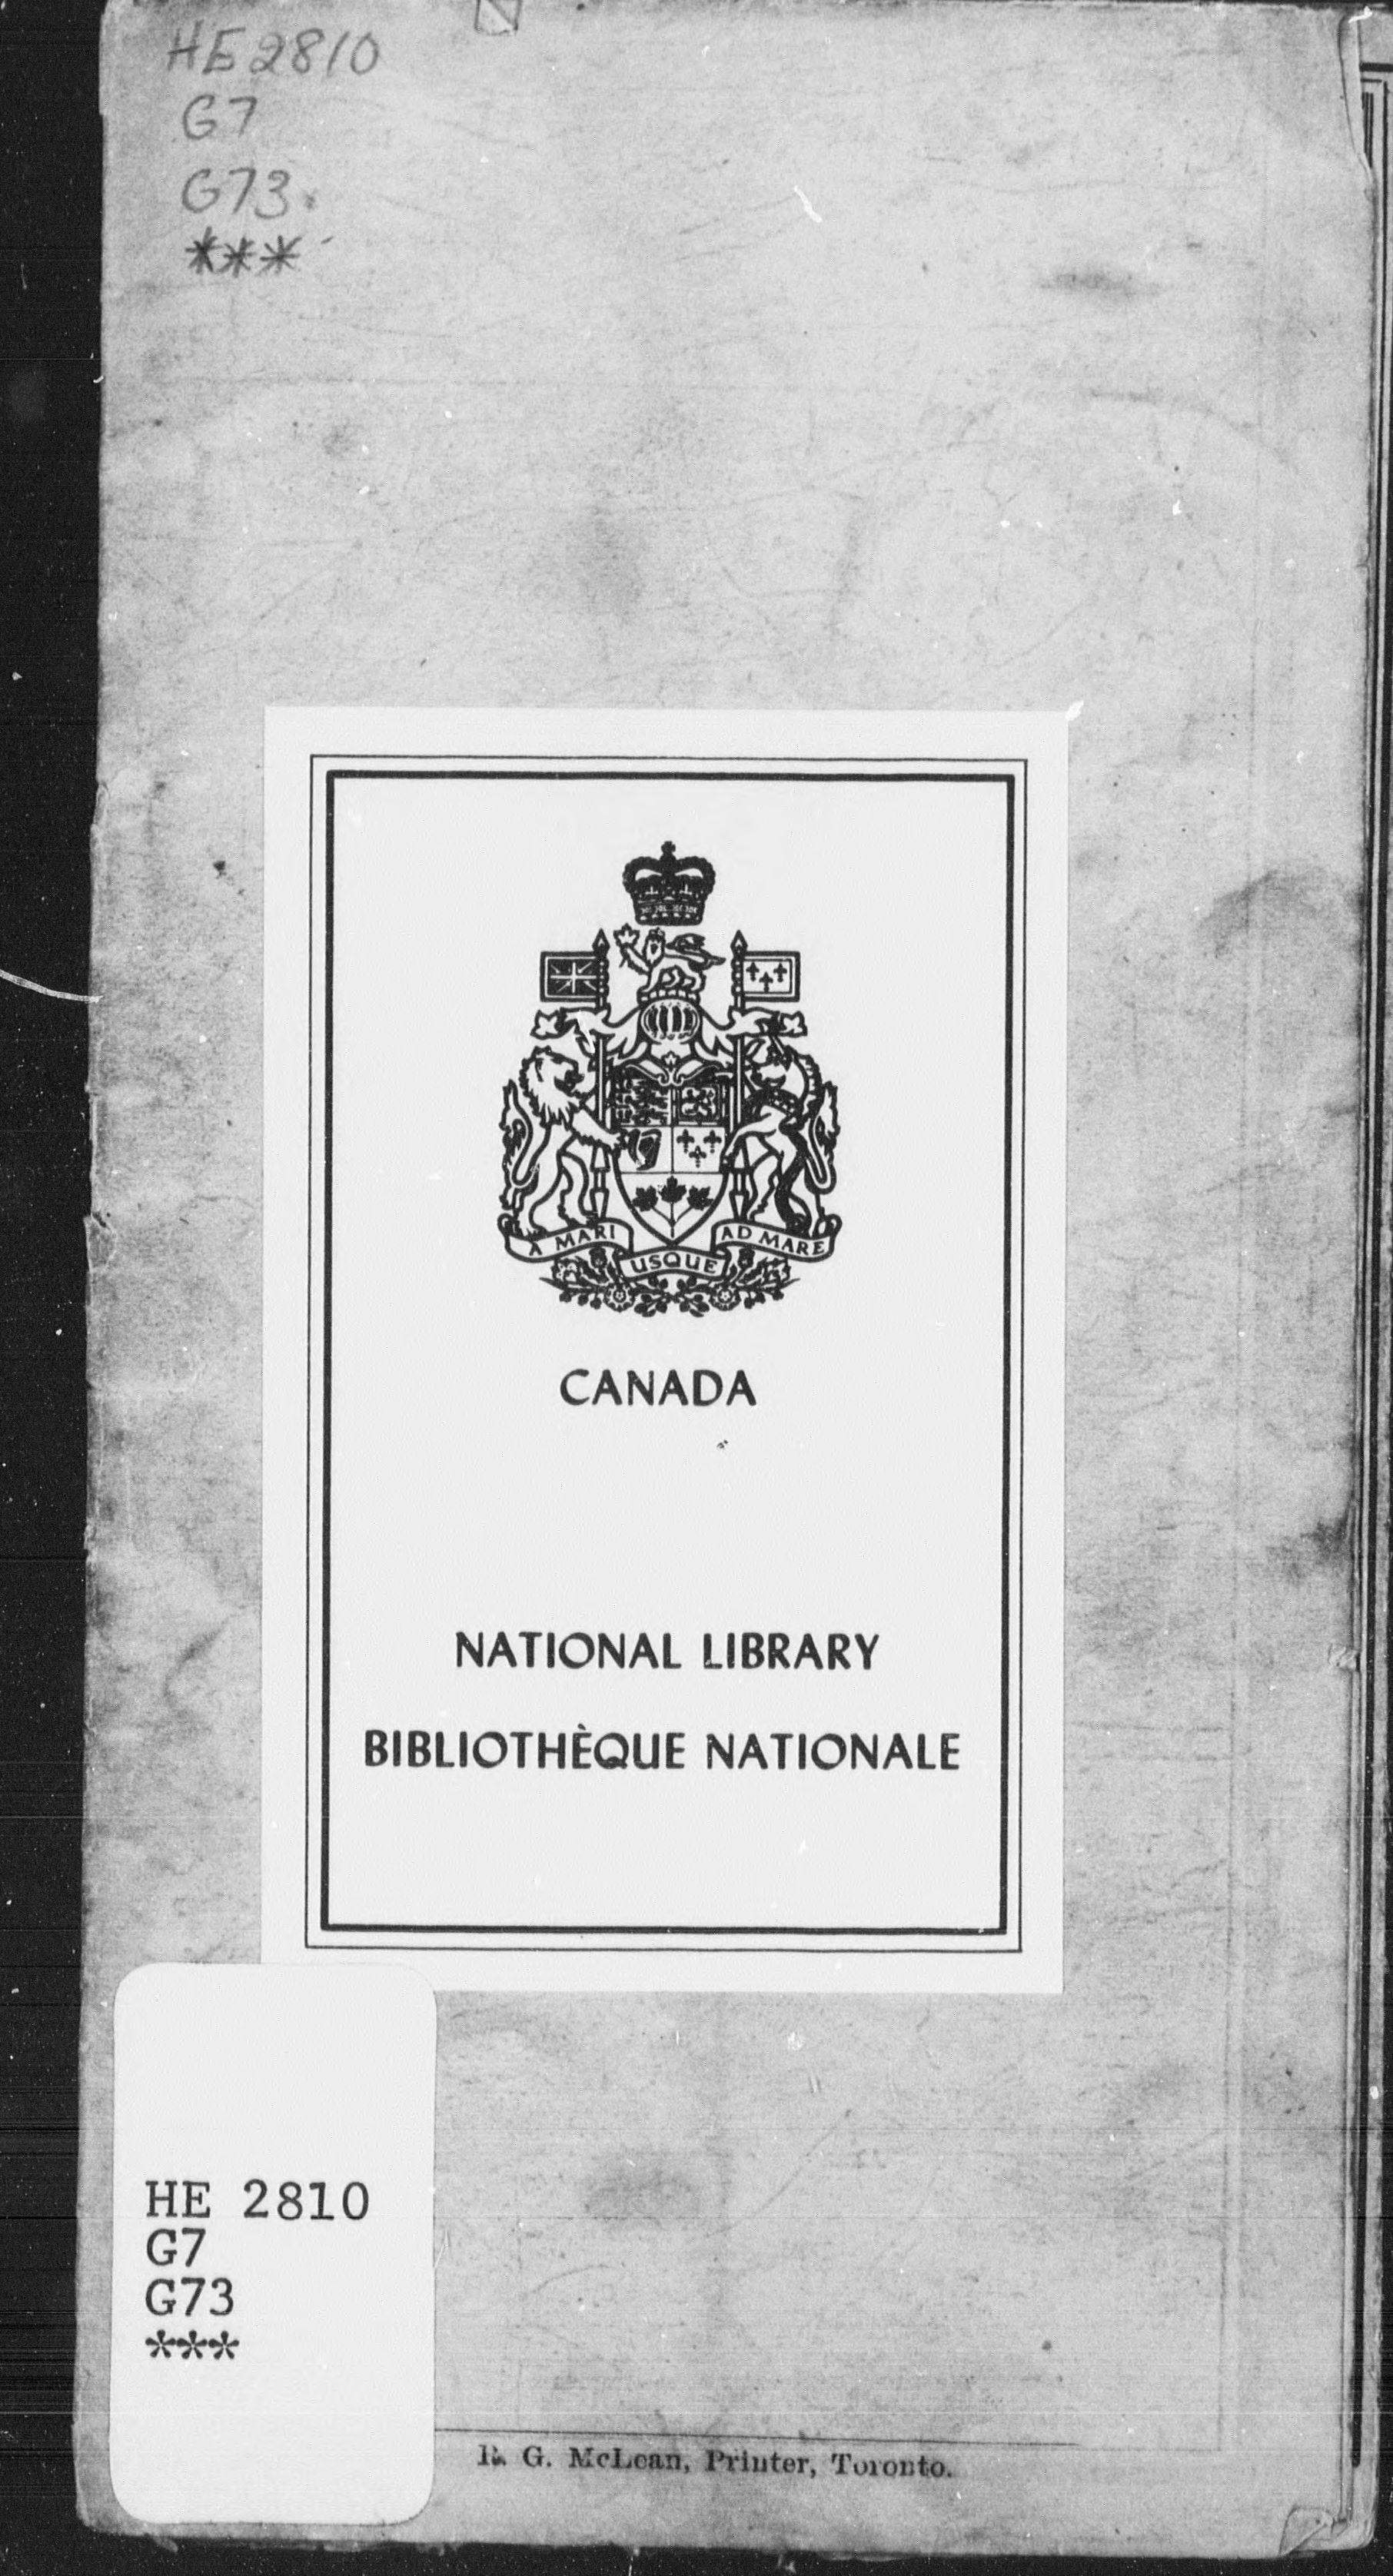 HE2810
G7
G73
***
A MARI USQUE AD MARE
CANADA
NATIONAL LIBRARY
BIBLIOTHÈQUE NATIONALE
HE 2810
G7
G73
***
R. G. McLean, Printer, Toronto.